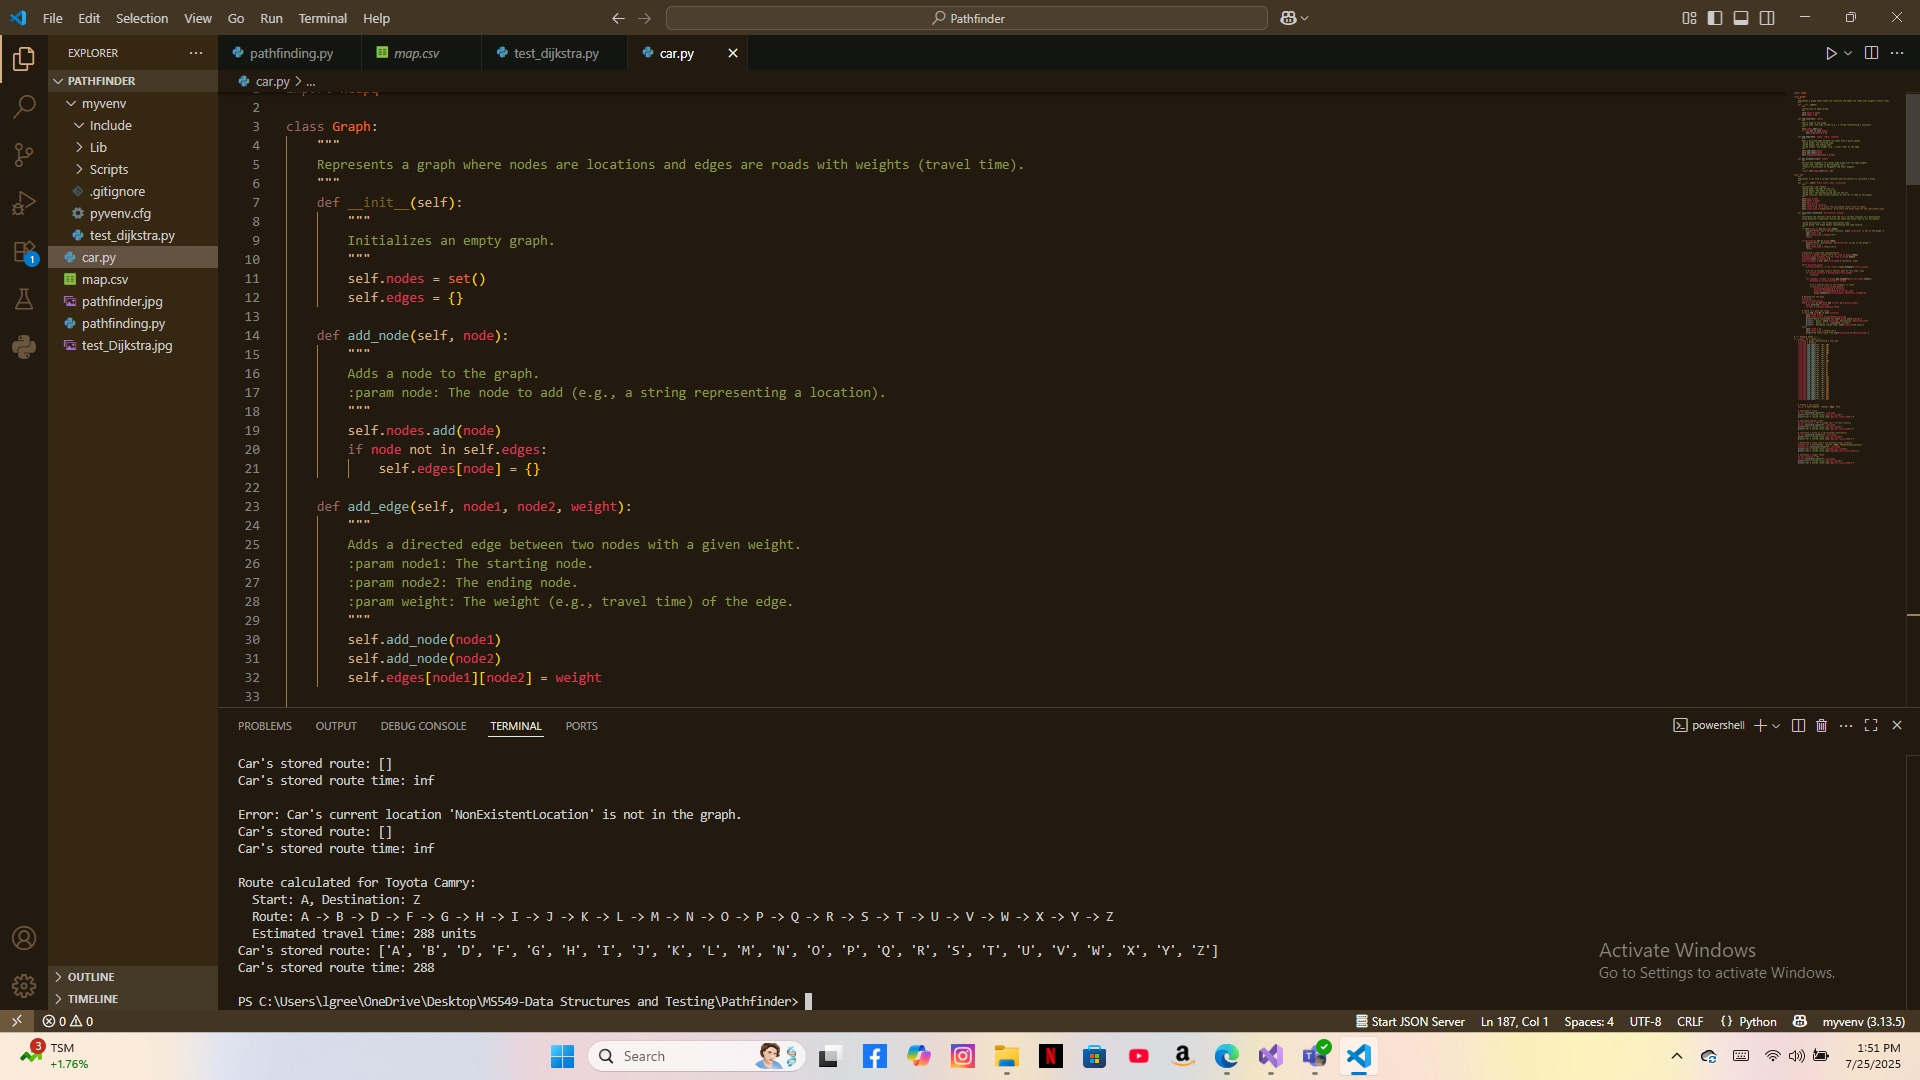 File Edit Selection View Go Run Terminal Help
Pathfinder
EXPLORER
PATHFINDER
myvenv
Include
Lib
Scripts
.gitignore
pyvenv.cfg
test_dijkstra.py
car.py
map.csv
pathfinder.jpg
pathfinding.py
test_Dijkstra.jpg
OUTLINE
TIMELINE
1
pathfinding.py map.csv test_dijkstra.py car.py
car.py > ...
2
3 class Graph:
4 """
5 Represents a graph where nodes are locations and edges are roads with weights (travel time).
6 """
7 def __init__(self):
8 """
9 Initializes an empty graph.
10 """
11 self.nodes = set()
12 self.edges = {}
13
14 def add_node(self, node):
15 """
16 Adds a node to the graph.
17 :param node: The node to add (e.g., a string representing a location).
18 """
19 self.nodes.add(node)
20 if node not in self.edges:
21 self.edges[node] = {}
22
23 def add_edge(self, node1, node2, weight):
24 """
25 Adds a directed edge between two nodes with a given weight.
26 :param node1: The starting node.
27 :param node2: The ending node.
28 :param weight: The weight (e.g., travel time) of the edge.
29 """
30 self.add_node(node1)
31 self.add_node(node2)
32 self.edges[node1][node2] = weight
33
PROBLEMS OUTPUT DEBUG CONSOLE TERMINAL PORTS
powershell
Car's stored route: []
Car's stored route time: inf
Error: Car's current location 'NonExistentLocation' is not in the graph.
Car's stored route: []
Car's stored route time: inf
Route calculated for Toyota Camry:
Start: A, Destination: Z
Route: A -> B -> D -> F -> G -> H -> I -> J -> K -> L -> M -> N -> O -> P -> Q -> R -> S -> T -> U -> V -> W -> X -> Y -> Z
Estimated travel time: 288 units
Car's stored route: ['A', 'B', 'D', 'F', 'G', 'H', 'I', 'J', 'K', 'L', 'M', 'N', 'O', 'P', 'Q', 'R', 'S', 'T', 'U', 'V', 'W', 'X', 'Y', 'Z']
Car's stored route time: 288
PS C:\Users\lgree\OneDrive\Desktop\MS549-Data Structures and Testing\Pathfinder>
Activate Windows
Go to Settings to activate Windows.
0 0 Start JSON Server Ln 187, Col 1 Spaces: 4 UTF-8 CRLF {} Python myvenv (3.13.5)
3
TSM
+1.76%
Search
1:51 PM
7/25/2025